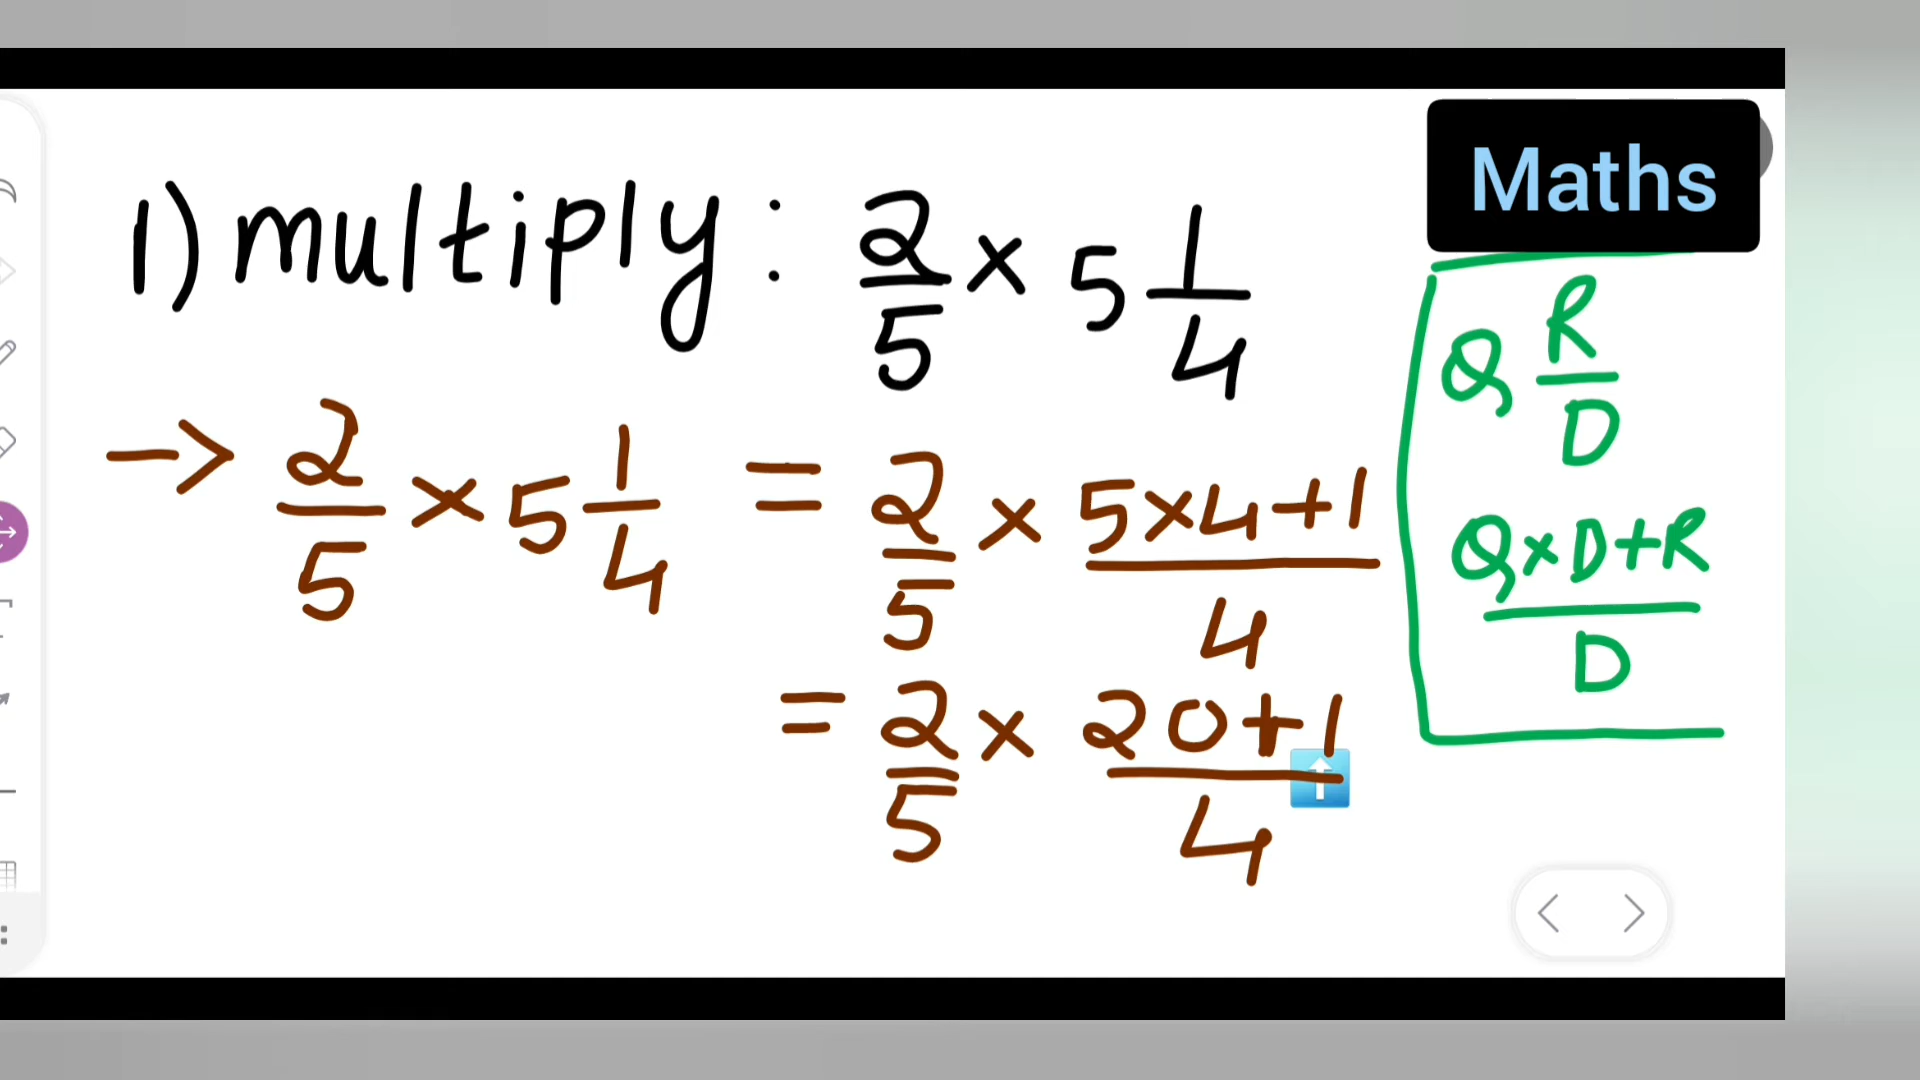 Maths
1) multiply : 2/5 × 5 1/4
→ 2/5 × 5 1/4 = 2/5 × 5×4+1/4
= 2/5 × 20+1/4
Q R/D
Q×D+R/D